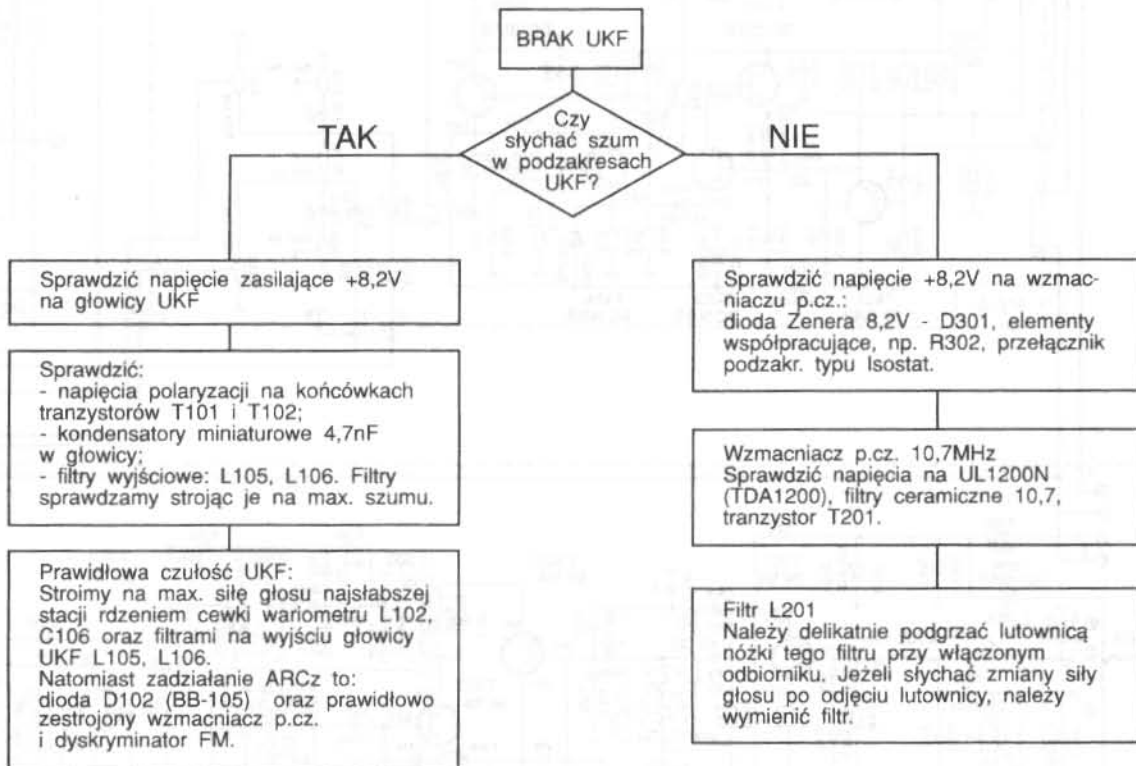 BRAK UKF
Czy
słychać szum
w podzakresach
UKF?
TAK
NIE
Sprawdzić napięcie zasilające +8,2V
na głowicy UKF
Sprawdzić:
- napięcia polaryzacji na końcówkach
tranzystorów T101 i T102;
- kondensatory miniaturowe 4,7nF
w głowicy;
- filtry wyjściowe: L105, L106. Filtry
sprawdzamy strojąc je na max. szumu.
Prawidłowa czułość UKF:
Stroimy na max. siłę głosu najsłabszej
stacji rdzeniem cewki wariometru L102,
C106 oraz filtrami na wyjściu głowicy
UKF L105, L106.
Natomiast zadziałanie ARCz to:
dioda D102 (BB-105) oraz prawidłowo
zestrojony wzmacniacz p.cz.
i dyskryminator FM.
Sprawdzić napięcie +8,2V na wzmac-
niaczu p.cz.:
dioda Zenera 8,2V - D301, elementy
współpracujące, np. R302, przełącznik
podzakr. typu Isostat.
Wzmacniacz p.cz. 10,7MHz
Sprawdzić napięcia na UL1200N
(TDA1200), filtry ceramiczne 10,7,
tranzystor T201.
Filtr L201
Należy delikatnie podgrzać lutownicą
nóżki tego filtru przy włączonym
odbiorniku. Jeżeli słychać zmiany siły
głosu po odjęciu lutownicy, należy
wymienić filtr.